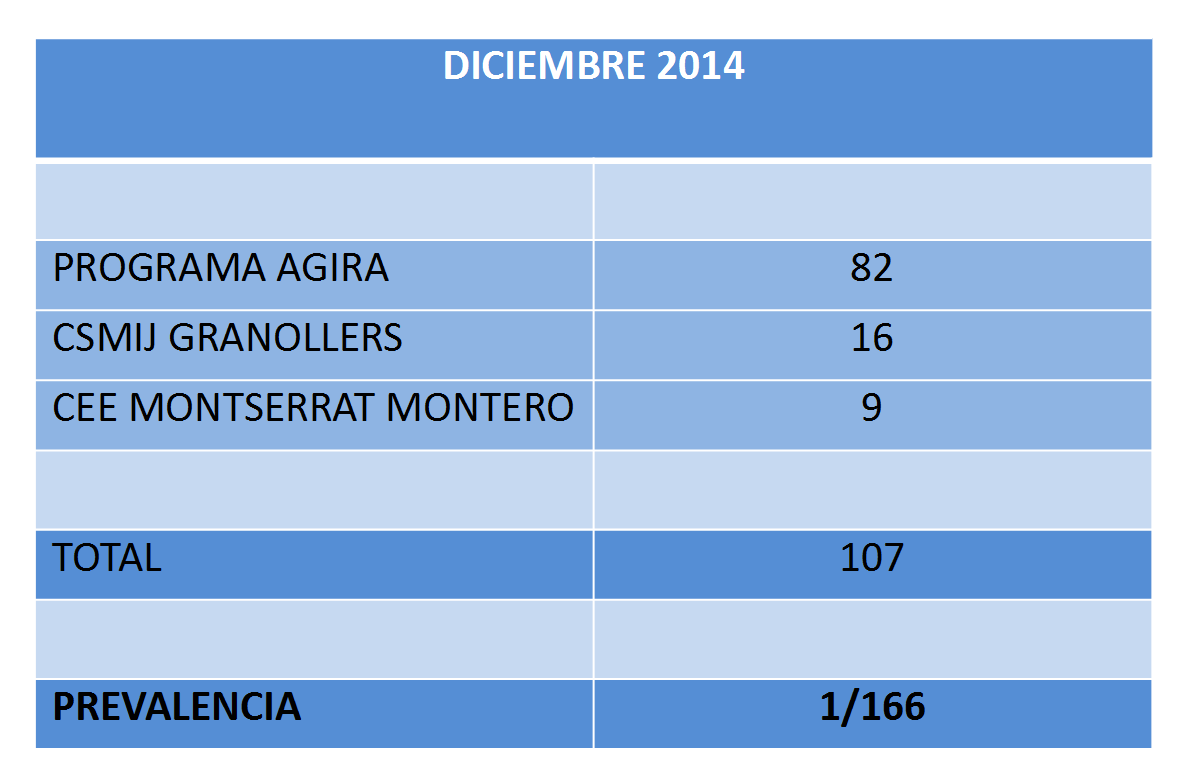 DICIEMBRE 2014
PROGRAMA AGIRA 82
CSMIJ GRANOLLERS 16
CEE MONTSERRAT MONTERO 9
TOTAL 107
PREVALENCIA 1/166